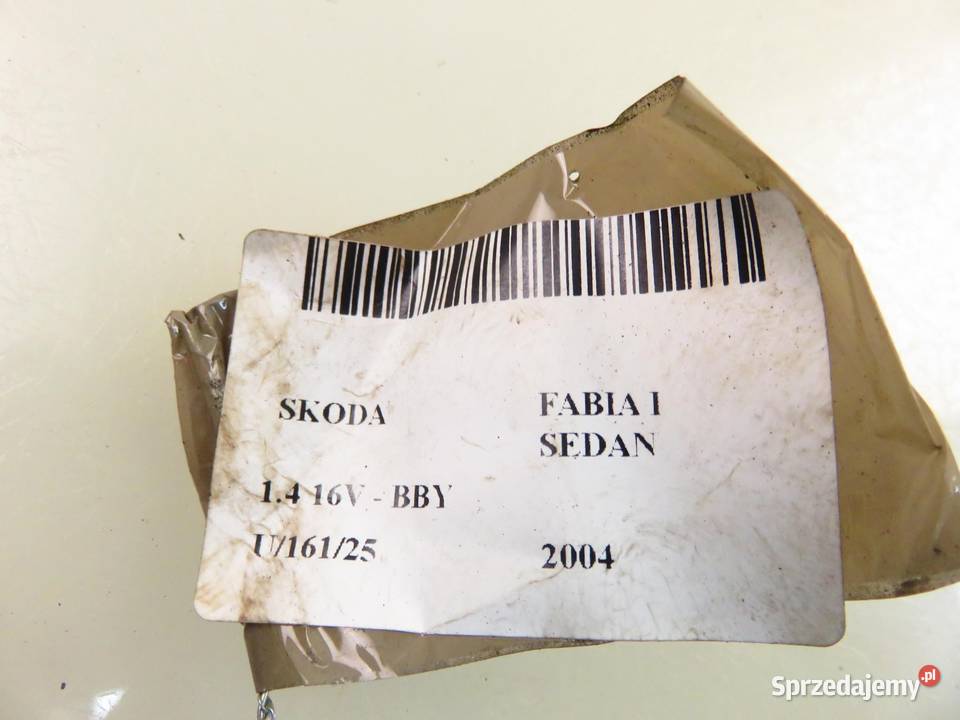 SKODA FABIA I
SEDAN
1.4 16V - BBY
U/161/25 2004
Sprzedajemy.pl